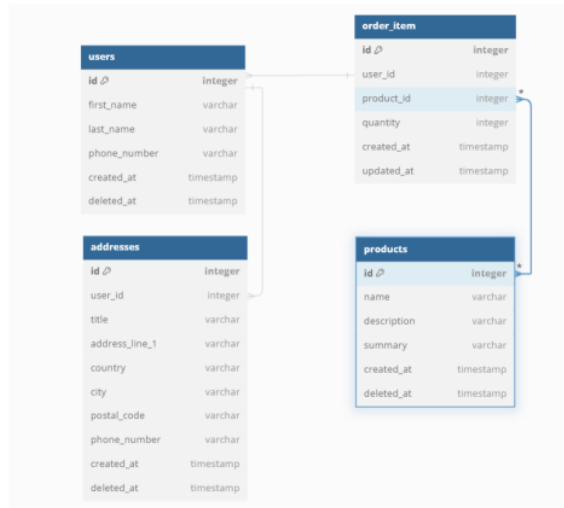 users
id integer
first_name varchar
last_name varchar
phone_number varchar
created_at timestamp
deleted_at timestamp
order_item
id integer
user_id integer
product_id integer *
quantity integer
created_at timestamp
updated_at timestamp
addresses
id integer
user_id integer
title varchar
address_line_1 varchar
country varchar
city varchar
postal_code varchar
phone_number varchar
created_at timestamp
deleted_at timestamp
products
id integer *
name varchar
description varchar
summary varchar
created_at timestamp
deleted_at timestamp